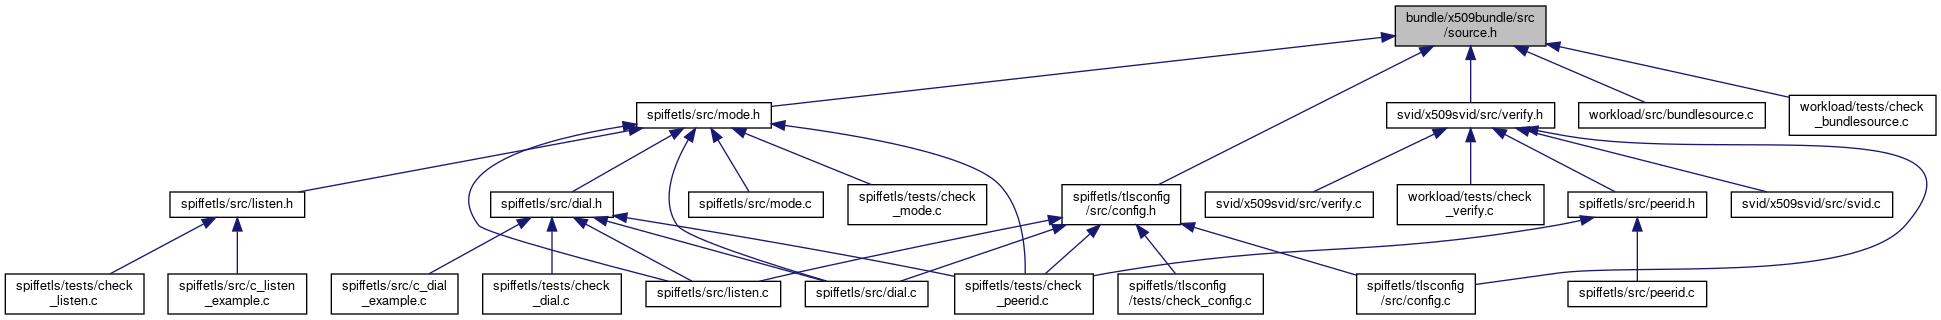 bundle/x509bundle/src
/source.h
spiffetls/src/mode.h
svid/x509svid/src/verify.h
workload/src/bundlesource.c
workload/tests/check
_bundlesource.c
spiffetls/src/listen.h
spiffetls/src/dial.h
spiffetls/src/mode.c
spiffetls/tests/check
_mode.c
spiffetls/tlsconfig
/src/config.h
svid/x509svid/src/verify.c
workload/tests/check
_verify.c
spiffetls/src/peerid.h
svid/x509svid/src/svid.c
spiffetls/tests/check
_listen.c
spiffetls/src/c_listen
_example.c
spiffetls/src/c_dial
_example.c
spiffetls/tests/check
_dial.c
spiffetls/src/listen.c
spiffetls/src/dial.c
spiffetls/tests/check
_peerid.c
spiffetls/tlsconfig
/tests/check_config.c
spiffetls/tlsconfig
/src/config.c
spiffetls/src/peerid.c